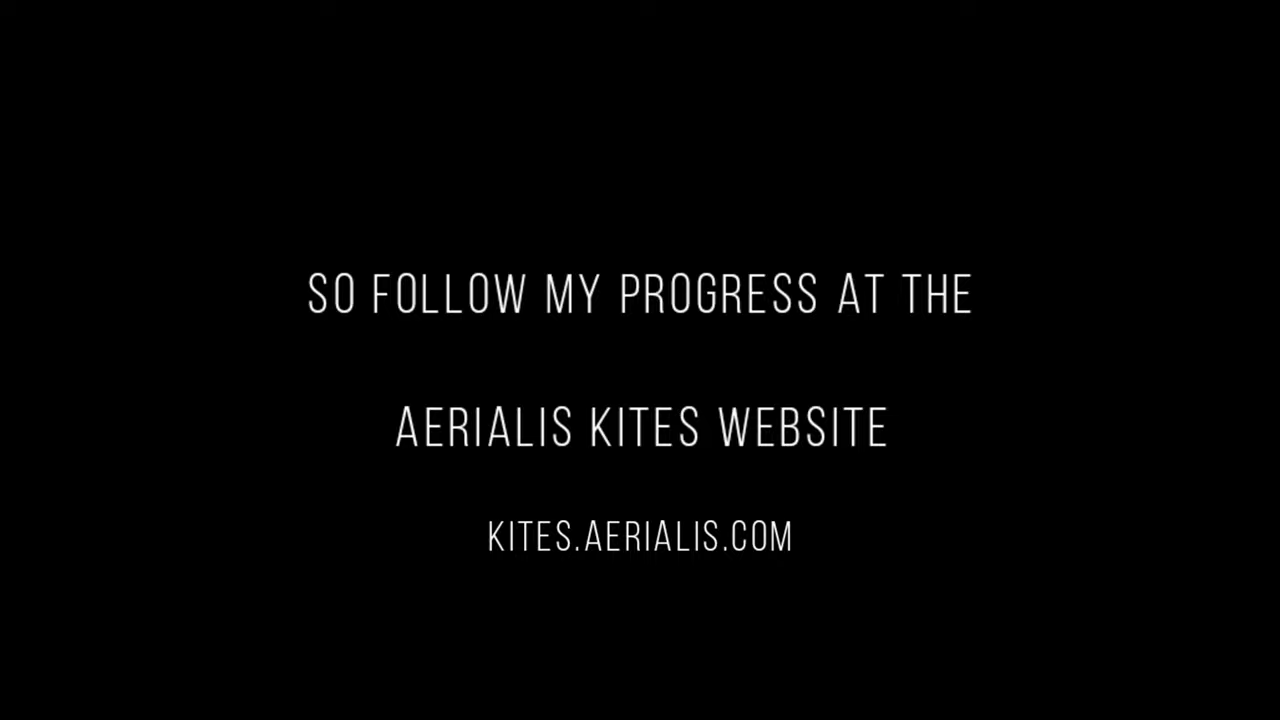 SO FOLLOW MY PROGRESS AT THE
AERIALIS KITES WEBSITE
KITES.AERIALIS.COM